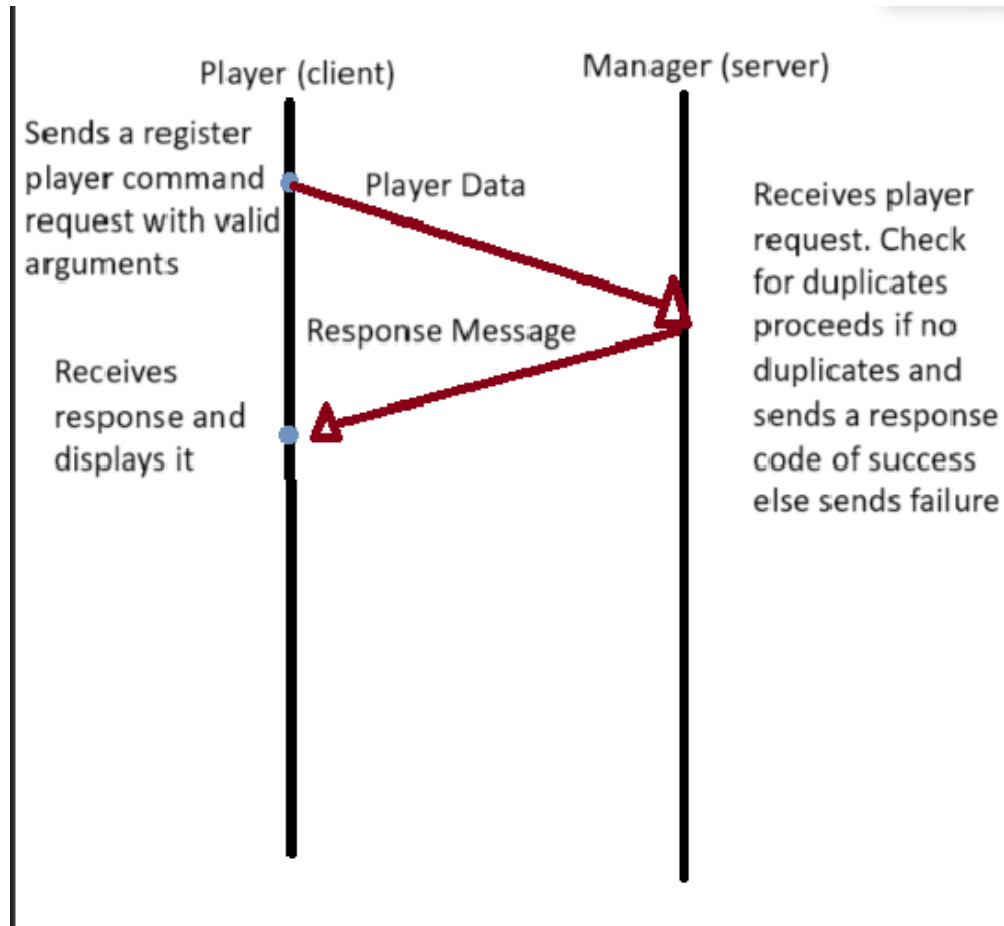 Player (client)
Manager (server)
Sends a register
player command
request with valid
arguments
Player Data
Receives player
request. Check
for duplicates
proceeds if no
duplicates and
sends a response
code of success
else sends failure
Response Message
Receives
response and
displays it